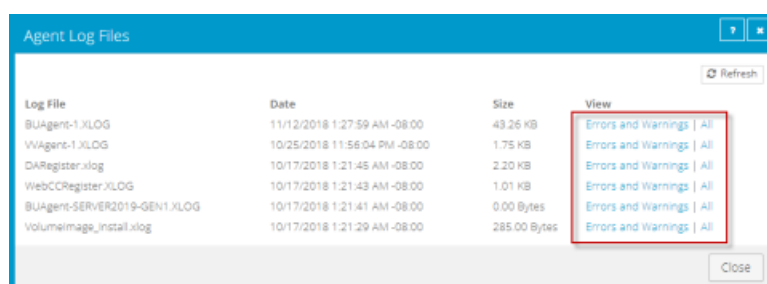 Agent Log Files
? ×
Refresh
Log File Date Size View
BUAgent-1.XLOG 11/12/2018 1:27:59 AM -08:00 43.26 KB Errors and Warnings | All
VVAgent-1.XLOG 10/25/2018 11:56:04 PM -08:00 1.75 KB Errors and Warnings | All
DARegister.xlog 10/17/2018 1:21:45 AM -08:00 2.20 KB Errors and Warnings | All
WebCCRegister.XLOG 10/17/2018 1:21:43 AM -08:00 1.01 KB Errors and Warnings | All
BUAgent-SERVER2019-GEN1.XLOG 10/17/2018 1:21:41 AM -08:00 0.00 Bytes Errors and Warnings | All
VolumeImage_Install.xlog 10/17/2018 1:21:29 AM -08:00 285.00 Bytes Errors and Warnings | All
Close